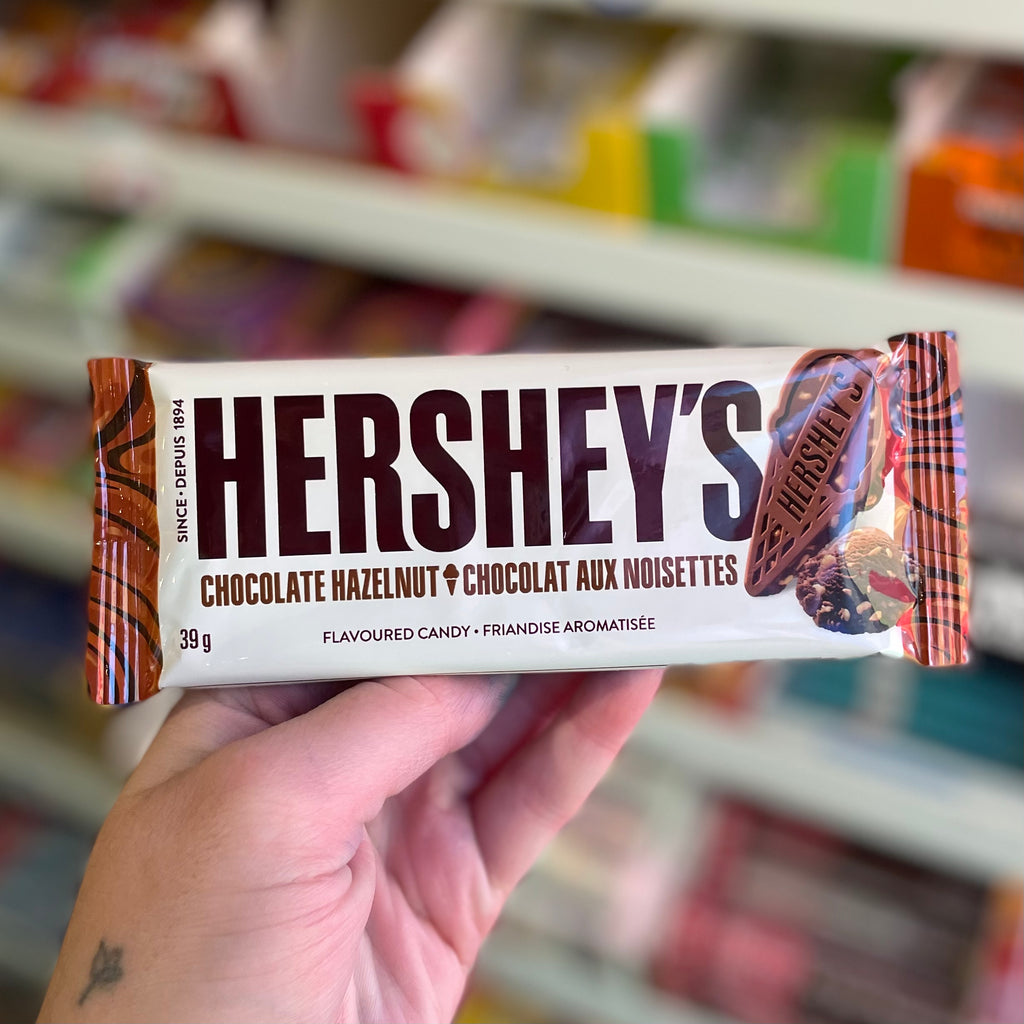 SINCE • DEPUIS 1894
HERSHEY'S
HERSHEY'S
CHOCOLATE HAZELNUT CHOCOLAT AUX NOISETTES
39 g
FLAVOURED CANDY • FRIANDISE AROMATISÉE